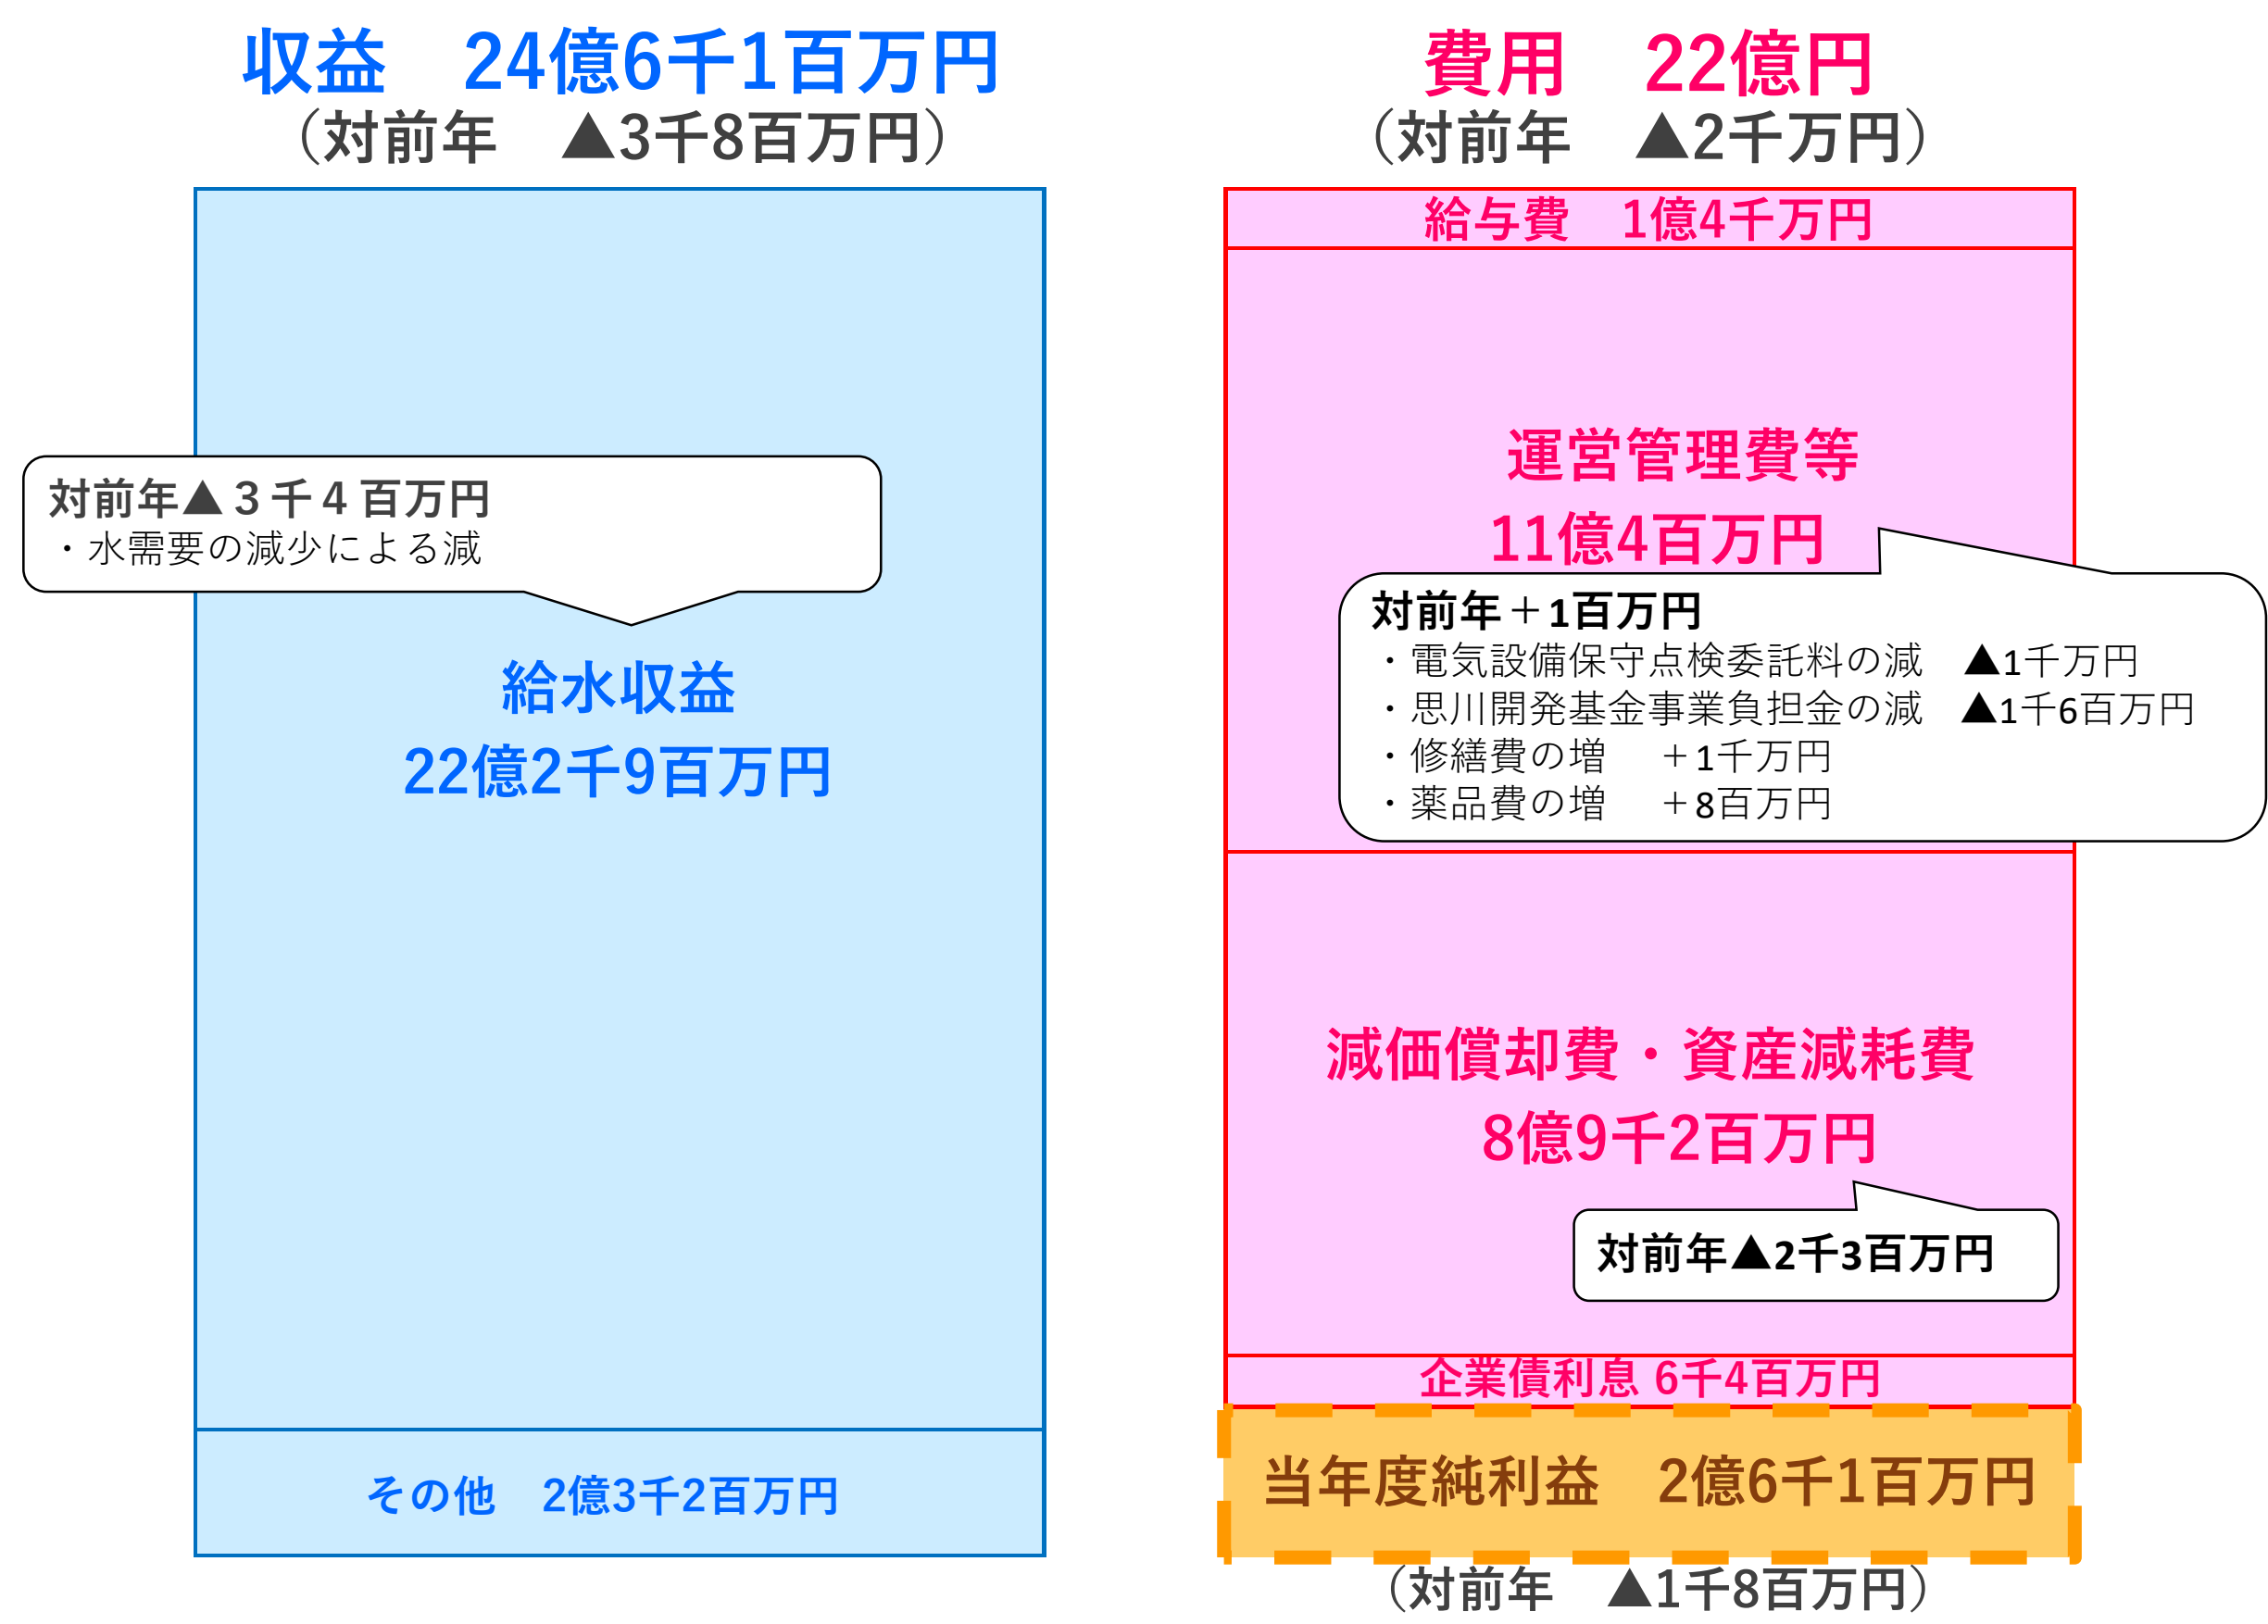 収益　24億6千1百万円
（対前年　▲3千8百万円）
対前年▲３千４百万円
・水需要の減少による減
給水収益
22億2千9百万円
その他　2億3千2百万円
費用　22億円
（対前年　▲2千万円）
給与費　1億4千万円
運営管理費等
11億4百万円
対前年＋1百万円
・電気設備保守点検委託料の減　▲1千万円
・思川開発基金事業負担金の減　▲1千6百万円
・修繕費の増　＋1千万円
・薬品費の増　＋8百万円
減価償却費・資産減耗費
8億9千2百万円
対前年▲2千3百万円
企業債利息 6千4百万円
当年度純利益　2億6千1百万円
（対前年　▲1千8百万円）